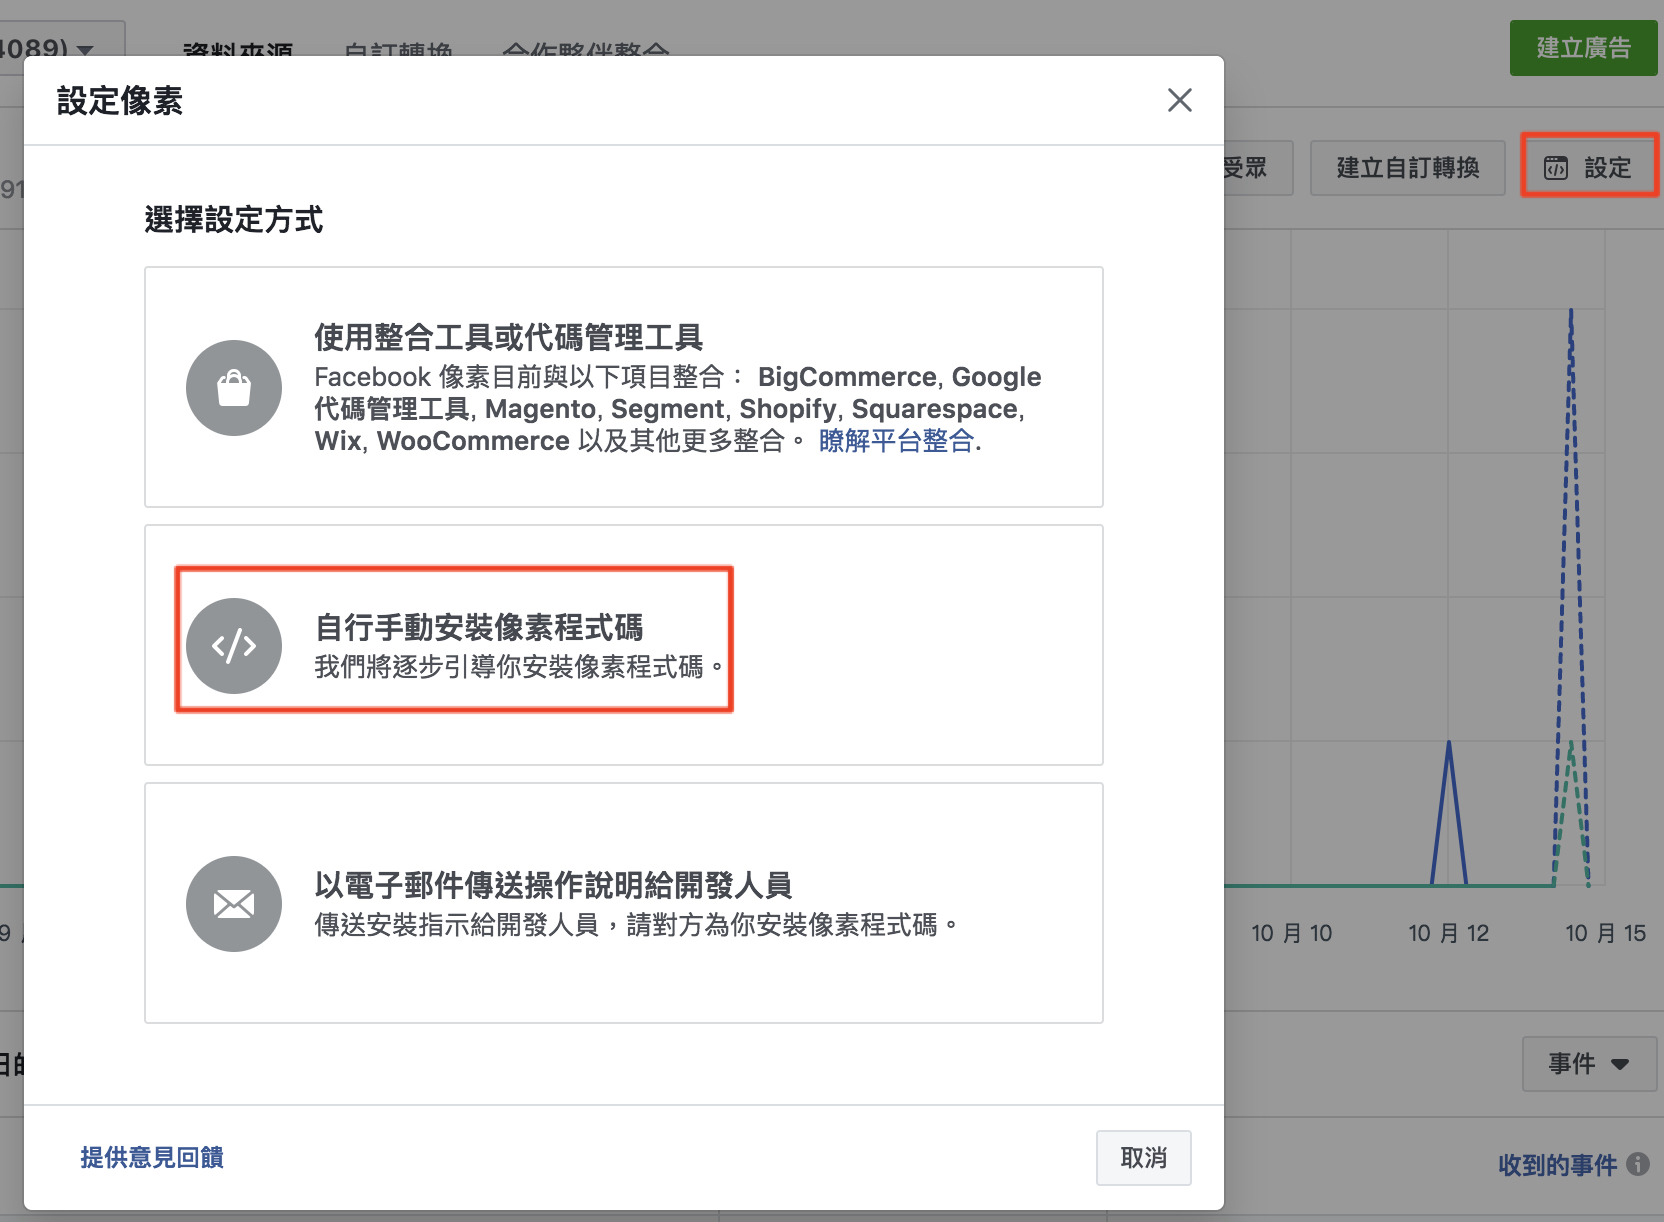 4089)
資料來源
自訂轉換
合作夥伴整合
建立廣告
設定像素
91
受眾
建立自訂轉換
設定
選擇設定方式
使用整合工具或代碼管理工具
Facebook 像素目前與以下項目整合： BigCommerce, Google
代碼管理工具, Magento, Segment, Shopify, Squarespace,
Wix, WooCommerce 以及其他更多整合。 瞭解平台整合.
自行手動安裝像素程式碼
我們將逐步引導你安裝像素程式碼。
以電子郵件傳送操作說明給開發人員
傳送安裝指示給開發人員，請對方為你安裝像素程式碼。
9
10 月 10
10 月 12
10 月 15
日的
事件
提供意見回饋
取消
收到的事件